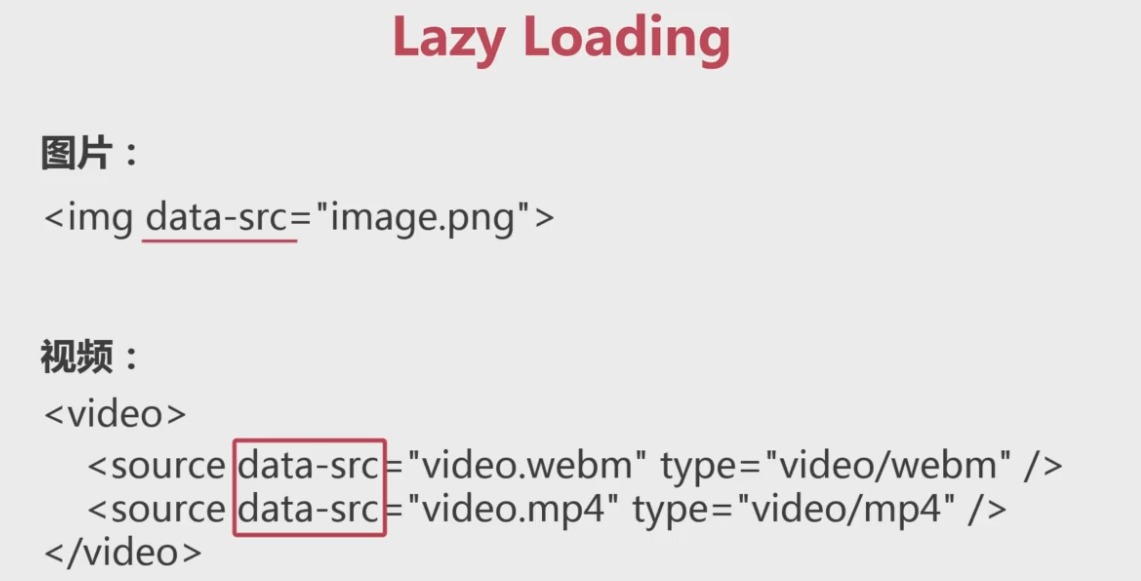 Lazy Loading
图片：
<img data-src="image.png">
视频：
<video>
<source data-src="video.webm" type="video/webm" />
<source data-src="video.mp4" type="video/mp4" />
</video>